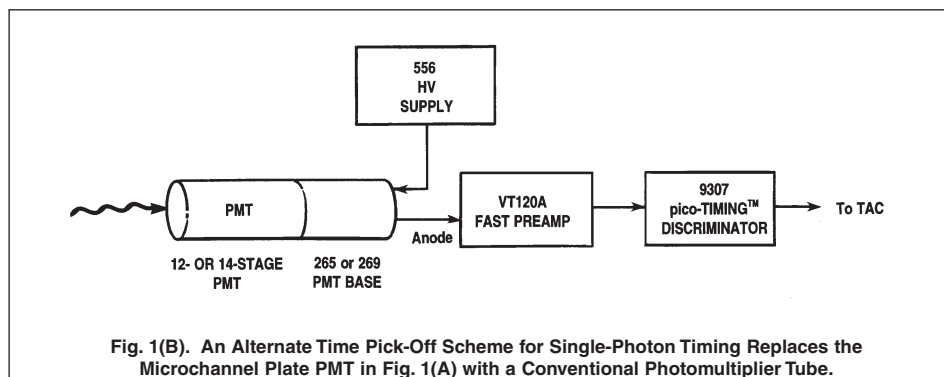 556
HV
SUPPLY
PMT
VT120A
FAST PREAMP
9307
pico-TIMING™
DISCRIMINATOR
To TAC
Anode
12- OR 14-STAGE
PMT
265 or 269
PMT BASE
Fig. 1(B). An Alternate Time Pick-Off Scheme for Single-Photon Timing Replaces the
Microchannel Plate PMT in Fig. 1(A) with a Conventional Photomultiplier Tube.